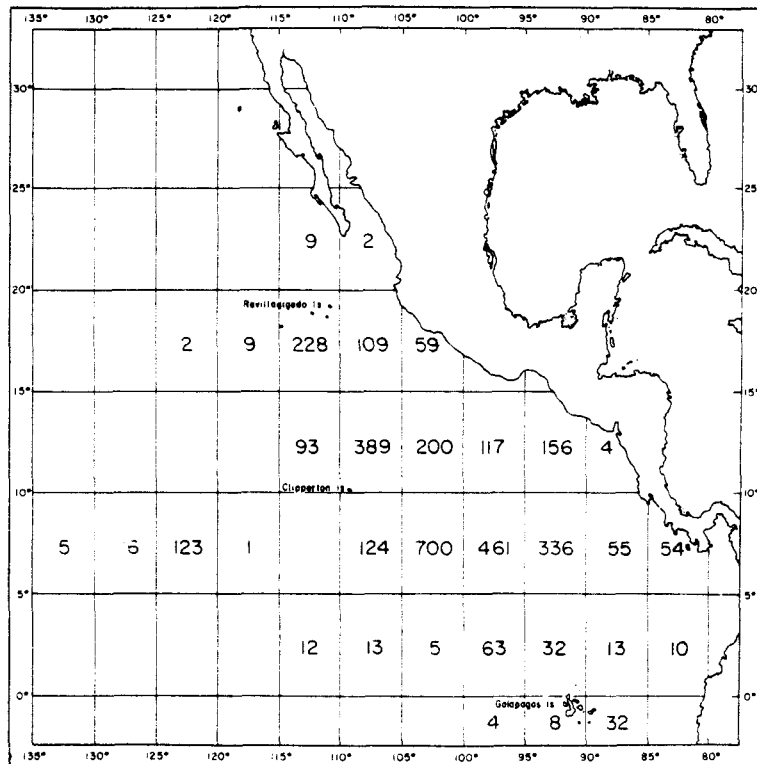 135° 130° 125° 120° 115° 110° 105° 100° 95° 90° 85° 80°
30° 30°
25° 25°
9 2
20° 20°
Revillagigedo Is.
2 9 228 109 59
15° 15°
93 389 200 117 156 4
Clipperton Is.
10° 10°
5 6 123 1 124 700 461 336 55 54
5° 5°
12 13 5 63 32 13 10
0° 0°
Galapagos Is
4 8 32
135° 130° 125° 120° 115° 110° 105° 100° 95° 90° 85° 80°